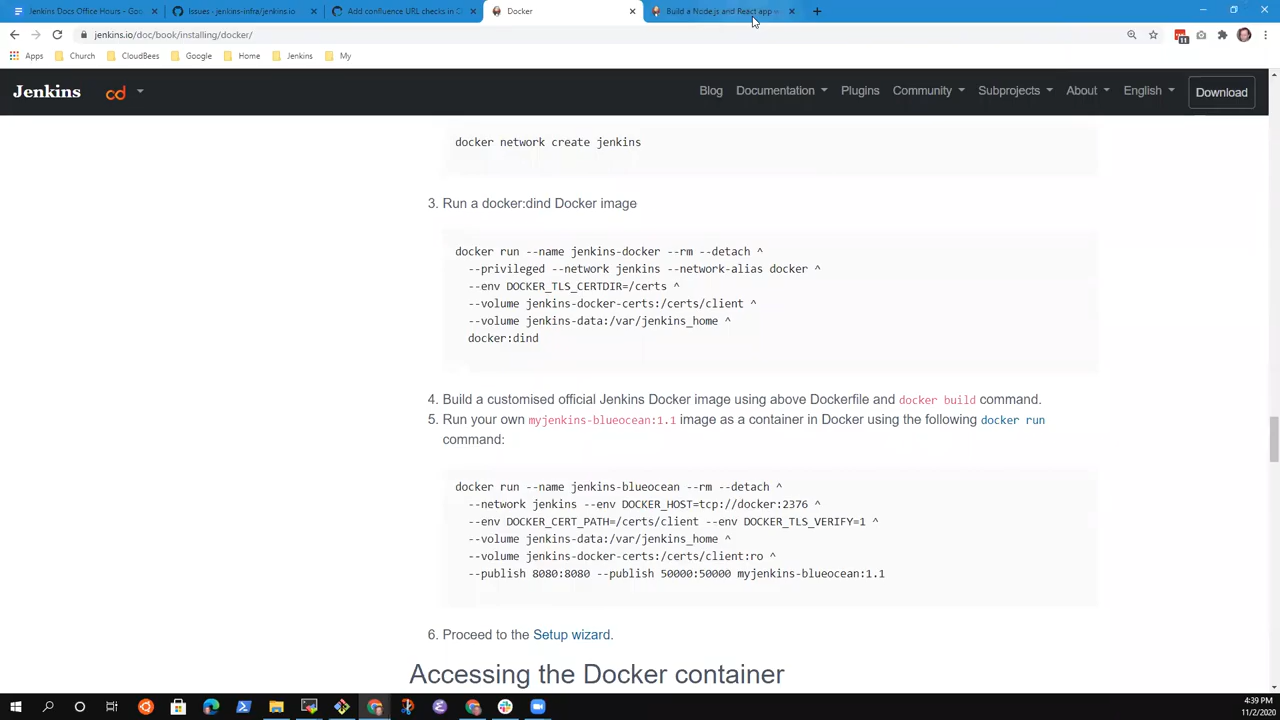 Jenkins Docs Office Hours - Goo
Issues · jenkins-infra/jenkins.io
Add confluence URL checks in C
Docker
Build a Node.js and React app –
jenkins.io/doc/book/installing/docker/
11
Apps
Church
CloudBees
Google
Home
Jenkins
My
Jenkins
cd
Blog
Documentation
Plugins
Community
Subprojects
About
English
Download
docker network create jenkins
3. Run a docker:dind Docker image
docker run --name jenkins-docker --rm --detach ^
--privileged --network jenkins --network-alias docker ^
--env DOCKER_TLS_CERTDIR=/certs ^
--volume jenkins-docker-certs:/certs/client ^
--volume jenkins-data:/var/jenkins_home ^
docker:dind
4. Build a customised official Jenkins Docker image using above Dockerfile and docker build command.
5. Run your own myjenkins-blueocean:1.1 image as a container in Docker using the following docker run
command:
docker run --name jenkins-blueocean --rm --detach ^
--network jenkins --env DOCKER_HOST=tcp://docker:2376 ^
--env DOCKER_CERT_PATH=/certs/client --env DOCKER_TLS_VERIFY=1 ^
--volume jenkins-data:/var/jenkins_home ^
--volume jenkins-docker-certs:/certs/client:ro ^
--publish 8080:8080 --publish 50000:50000 myjenkins-blueocean:1.1
6. Proceed to the Setup wizard.
Accessing the Docker container
4:39 PM
11/2/2020